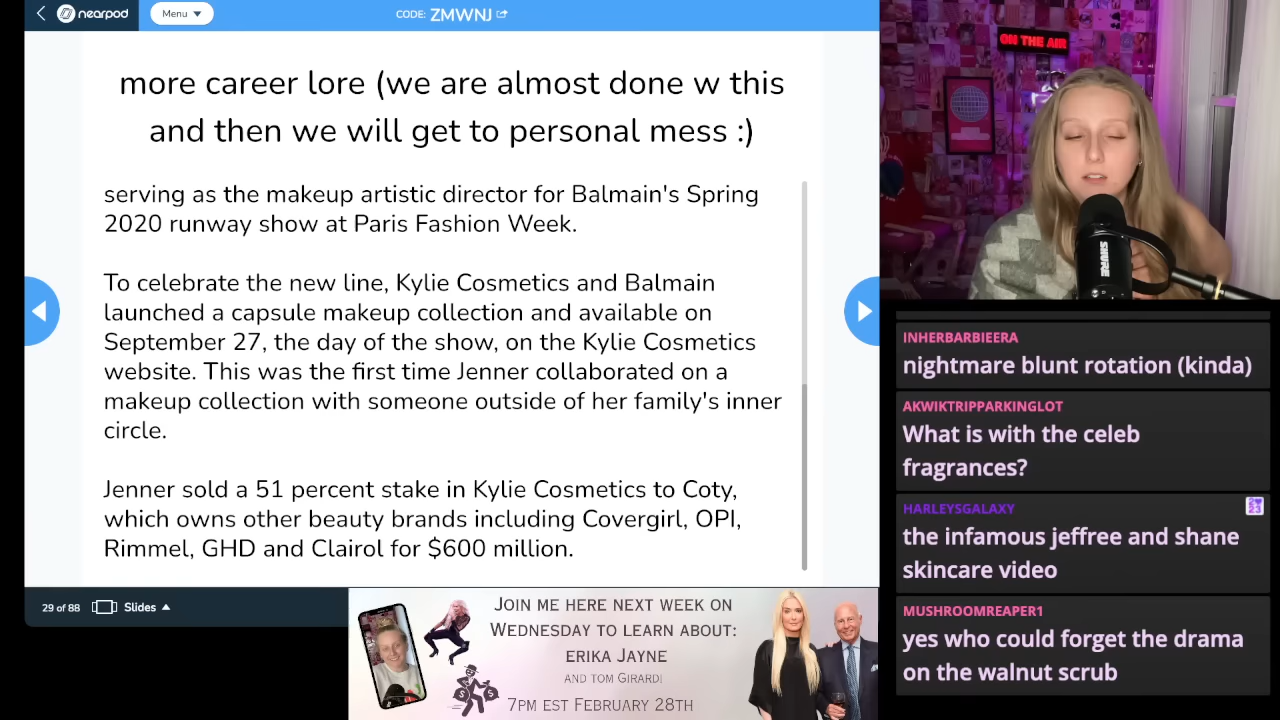 nearpod
Menu
CODE: ZMWNJ
more career lore (we are almost done w this
and then we will get to personal mess :)
serving as the makeup artistic director for Balmain's Spring
2020 runway show at Paris Fashion Week.
To celebrate the new line, Kylie Cosmetics and Balmain
launched a capsule makeup collection and available on
September 27, the day of the show, on the Kylie Cosmetics
website. This was the first time Jenner collaborated on a
makeup collection with someone outside of her family's inner
circle.
Jenner sold a 51 percent stake in Kylie Cosmetics to Coty,
which owns other beauty brands including Covergirl, OPI,
Rimmel, GHD and Clairol for $600 million.
29 of 88
Slides
JOIN ME HERE NEXT WEEK ON
WEDNESDAY TO LEARN ABOUT:
ERIKA JAYNE
AND TOM GIRARDI
7PM EST FEBRUARY 28TH
ON THE AIR
SHURE
INHERBARBIEERA
nightmare blunt rotation (kinda)
AKWIKTRIPPARKINGLOT
What is with the celeb
fragrances?
HARLEYSGALAXY
the infamous jeffree and shane
skincare video
MUSHROOMREAPER1
yes who could forget the drama
on the walnut scrub